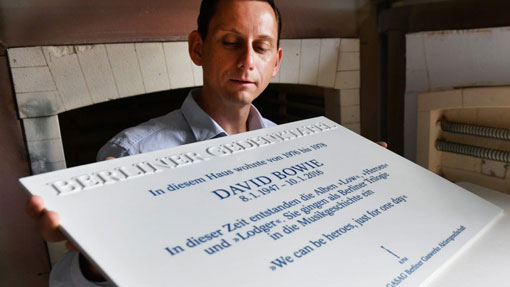 BERLINER GEDENKTAFEL
In diesem Haus wohnte von 1976 bis 1978
DAVID BOWIE
8.1.1947 - 10.1.2016
In dieser Zeit entstanden die Alben »Low«, »Heroes«
und »Lodger«. Sie gingen als Berliner Trilogie
in die Musikgeschichte ein
»We can be heroes, just for one day«
KPM
GASAG Berliner Gaswerke Aktiengesellschaft